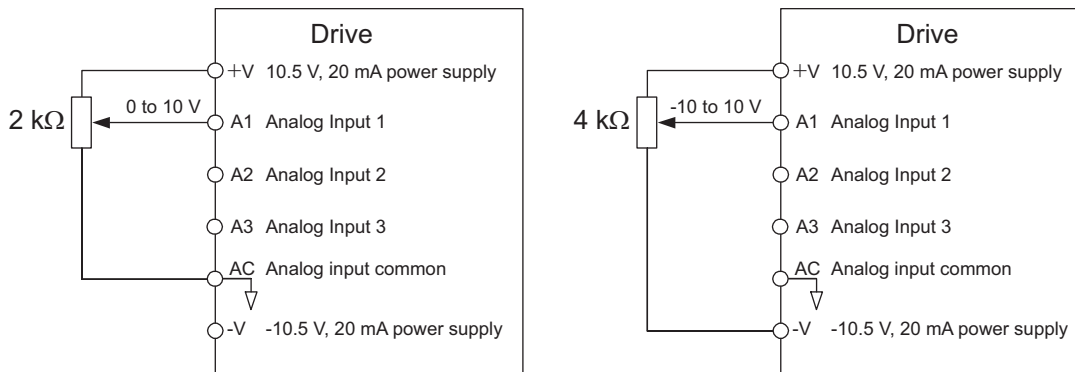 Drive
+V 10.5 V, 20 mA power supply
2 kΩ
0 to 10 V
A1 Analog Input 1
A2 Analog Input 2
A3 Analog Input 3
AC Analog input common
-V -10.5 V, 20 mA power supply
Drive
+V 10.5 V, 20 mA power supply
4 kΩ
-10 to 10 V
A1 Analog Input 1
A2 Analog Input 2
A3 Analog Input 3
AC Analog input common
-V -10.5 V, 20 mA power supply